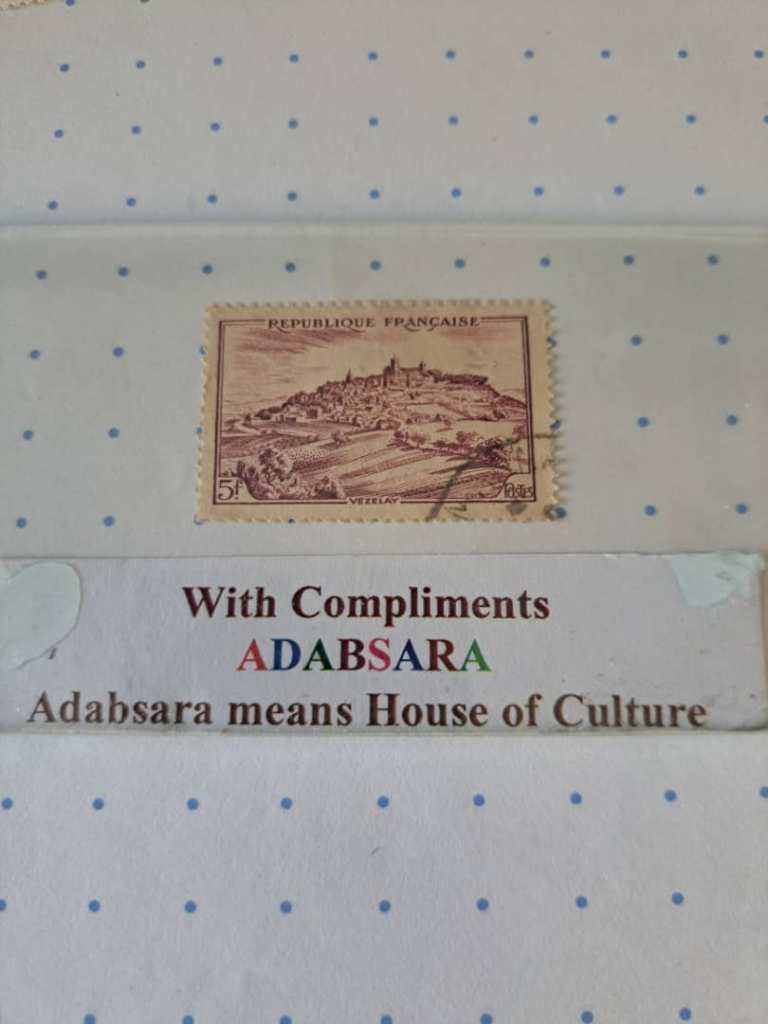 REPUBLIQUE FRANÇAISE
5f
VEZELAY
POSTES
With Compliments
ADABSARA
Adabsara means House of Culture